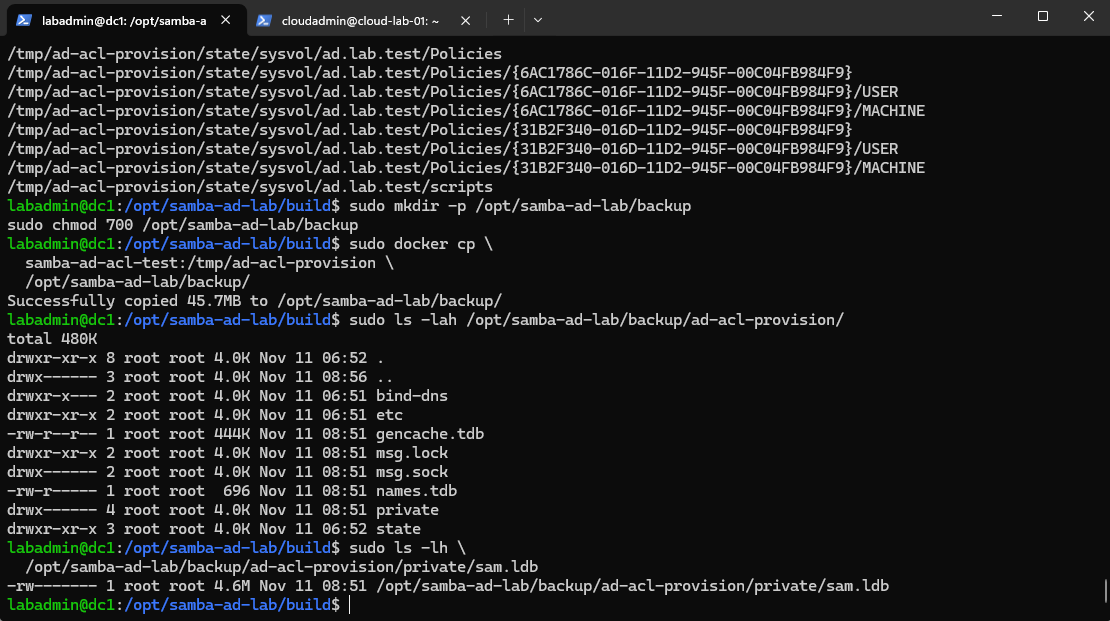 labadmin@dc1: /opt/samba-a
cloudadmin@cloud-lab-01: ~
/tmp/ad-acl-provision/state/sysvol/ad.lab.test/Policies
/tmp/ad-acl-provision/state/sysvol/ad.lab.test/Policies/{6AC1786C-016F-11D2-945F-00C04FB984F9}
/tmp/ad-acl-provision/state/sysvol/ad.lab.test/Policies/{6AC1786C-016F-11D2-945F-00C04FB984F9}/USER
/tmp/ad-acl-provision/state/sysvol/ad.lab.test/Policies/{6AC1786C-016F-11D2-945F-00C04FB984F9}/MACHINE
/tmp/ad-acl-provision/state/sysvol/ad.lab.test/Policies/{31B2F340-016D-11D2-945F-00C04FB984F9}
/tmp/ad-acl-provision/state/sysvol/ad.lab.test/Policies/{31B2F340-016D-11D2-945F-00C04FB984F9}/USER
/tmp/ad-acl-provision/state/sysvol/ad.lab.test/Policies/{31B2F340-016D-11D2-945F-00C04FB984F9}/MACHINE
/tmp/ad-acl-provision/state/sysvol/ad.lab.test/scripts
labadmin@dc1:/opt/samba-ad-lab/build$ sudo mkdir -p /opt/samba-ad-lab/backup
sudo chmod 700 /opt/samba-ad-lab/backup
labadmin@dc1:/opt/samba-ad-lab/build$ sudo docker cp \
  samba-ad-acl-test:/tmp/ad-acl-provision \
  /opt/samba-ad-lab/backup/
Successfully copied 45.7MB to /opt/samba-ad-lab/backup/
labadmin@dc1:/opt/samba-ad-lab/build$ sudo ls -lah /opt/samba-ad-lab/backup/ad-acl-provision/
total 480K
drwxr-xr-x 8 root root 4.0K Nov 11 06:52 .
drwx------ 3 root root 4.0K Nov 11 08:56 ..
drwxr-x--- 2 root root 4.0K Nov 11 06:51 bind-dns
drwxr-xr-x 2 root root 4.0K Nov 11 06:51 etc
-rw-r--r-- 1 root root 444K Nov 11 08:51 gencache.tdb
drwxr-xr-x 2 root root 4.0K Nov 11 08:51 msg.lock
drwx------ 2 root root 4.0K Nov 11 08:51 msg.sock
-rw-r----- 1 root root  696 Nov 11 08:51 names.tdb
drwx------ 4 root root 4.0K Nov 11 08:51 private
drwxr-xr-x 3 root root 4.0K Nov 11 06:52 state
labadmin@dc1:/opt/samba-ad-lab/build$ sudo ls -lh \
  /opt/samba-ad-lab/backup/ad-acl-provision/private/sam.ldb
-rw------- 1 root root 4.6M Nov 11 08:51 /opt/samba-ad-lab/backup/ad-acl-provision/private/sam.ldb
labadmin@dc1:/opt/samba-ad-lab/build$